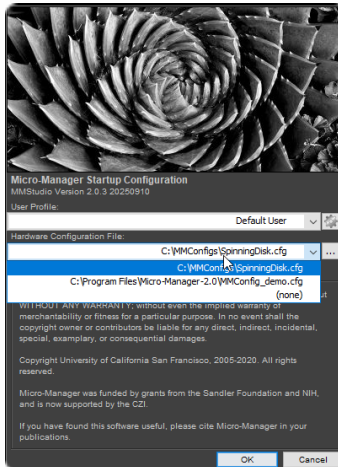 Micro-Manager Startup Configuration
MMStudio Version 2.0.3 20250910
User Profile:
Default User
Hardware Configuration File:
C:\MMConfigs\SpinningDisk.cfg
...
C:\MMConfigs\SpinningDisk.cfg
C:\Program Files\Micro-Manager-2.0\MMConfig_demo.cfg
(none)
WITHOUT ANY WARRANTY; without even the implied warranty of
merchantability or fitness for a particular purpose. In no event shall the
copyright owner or contributors be liable for any direct, indirect, incidental,
special, examplary, or consequential damages.
Copyright University of California San Francisco, 2005-2020. All rights
reserved.
Micro-Manager was funded by grants from the Sandler Foundation and NIH,
and is now supported by the CZI.
If you have found this software useful, please cite Micro-Manager in your
publications.
OK
Cancel